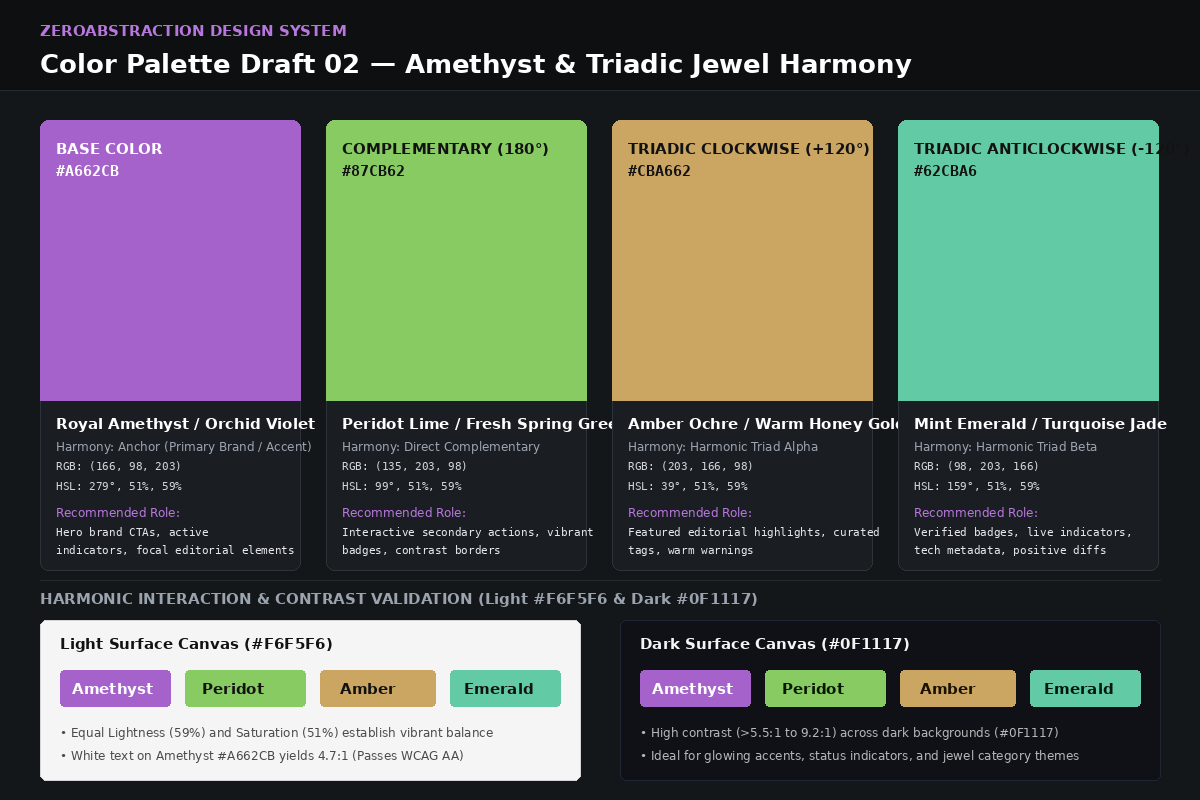 ZEROABSTRACTION DESIGN SYSTEM
Color Palette Draft 02 — Amethyst & Triadic Jewel Harmony
BASE COLOR
#A662CB
Royal Amethyst / Orchid Violet
Harmony: Anchor (Primary Brand / Accent)
RGB: (166, 98, 203)
HSL: 279°, 51%, 59%
Recommended Role:
Hero brand CTAs, active
indicators, focal editorial elements
COMPLEMENTARY (180°)
#87CB62
Peridot Lime / Fresh Spring Gree
Harmony: Direct Complementary
RGB: (135, 203, 98)
HSL: 99°, 51%, 59%
Recommended Role:
Interactive secondary actions, vibrant
badges, contrast borders
TRIADIC CLOCKWISE (+120°)
#CBA662
Amber Ochre / Warm Honey Gol
Harmony: Harmonic Triad Alpha
RGB: (203, 166, 98)
HSL: 39°, 51%, 59%
Recommended Role:
Featured editorial highlights, curated
tags, warm warnings
TRIADIC ANTICLOCKWISE (-120°)
#62CBA6
Mint Emerald / Turquoise Jade
Harmony: Harmonic Triad Beta
RGB: (98, 203, 166)
HSL: 159°, 51%, 59%
Recommended Role:
Verified badges, live indicators,
tech metadata, positive diffs
HARMONIC INTERACTION & CONTRAST VALIDATION (Light #F6F5F6 & Dark #0F1117)
Light Surface Canvas (#F6F5F6)
Amethyst Peridot Amber Emerald
• Equal Lightness (59%) and Saturation (51%) establish vibrant balance
• White text on Amethyst #A662CB yields 4.7:1 (Passes WCAG AA)
Dark Surface Canvas (#0F1117)
Amethyst Peridot Amber Emerald
• High contrast (>5.5:1 to 9.2:1) across dark backgrounds (#0F1117)
• Ideal for glowing accents, status indicators, and jewel category themes